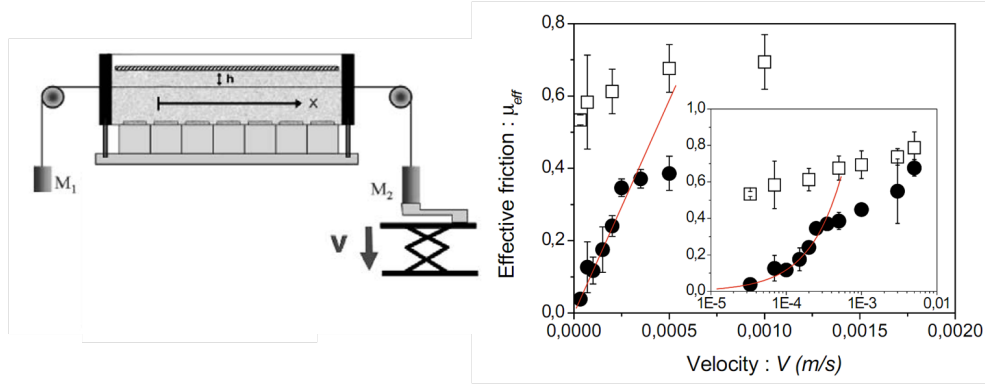 h
X
M1
M2
V
Effective friction : μeff
0,8
0,6
0,4
0,2
0,0
0,0000
0,0005
0,0010
0,0015
0,0020
Velocity : V (m/s)
1,0
0,8
0,6
0,4
0,2
0,0
1E-5
1E-4
1E-3
0,01